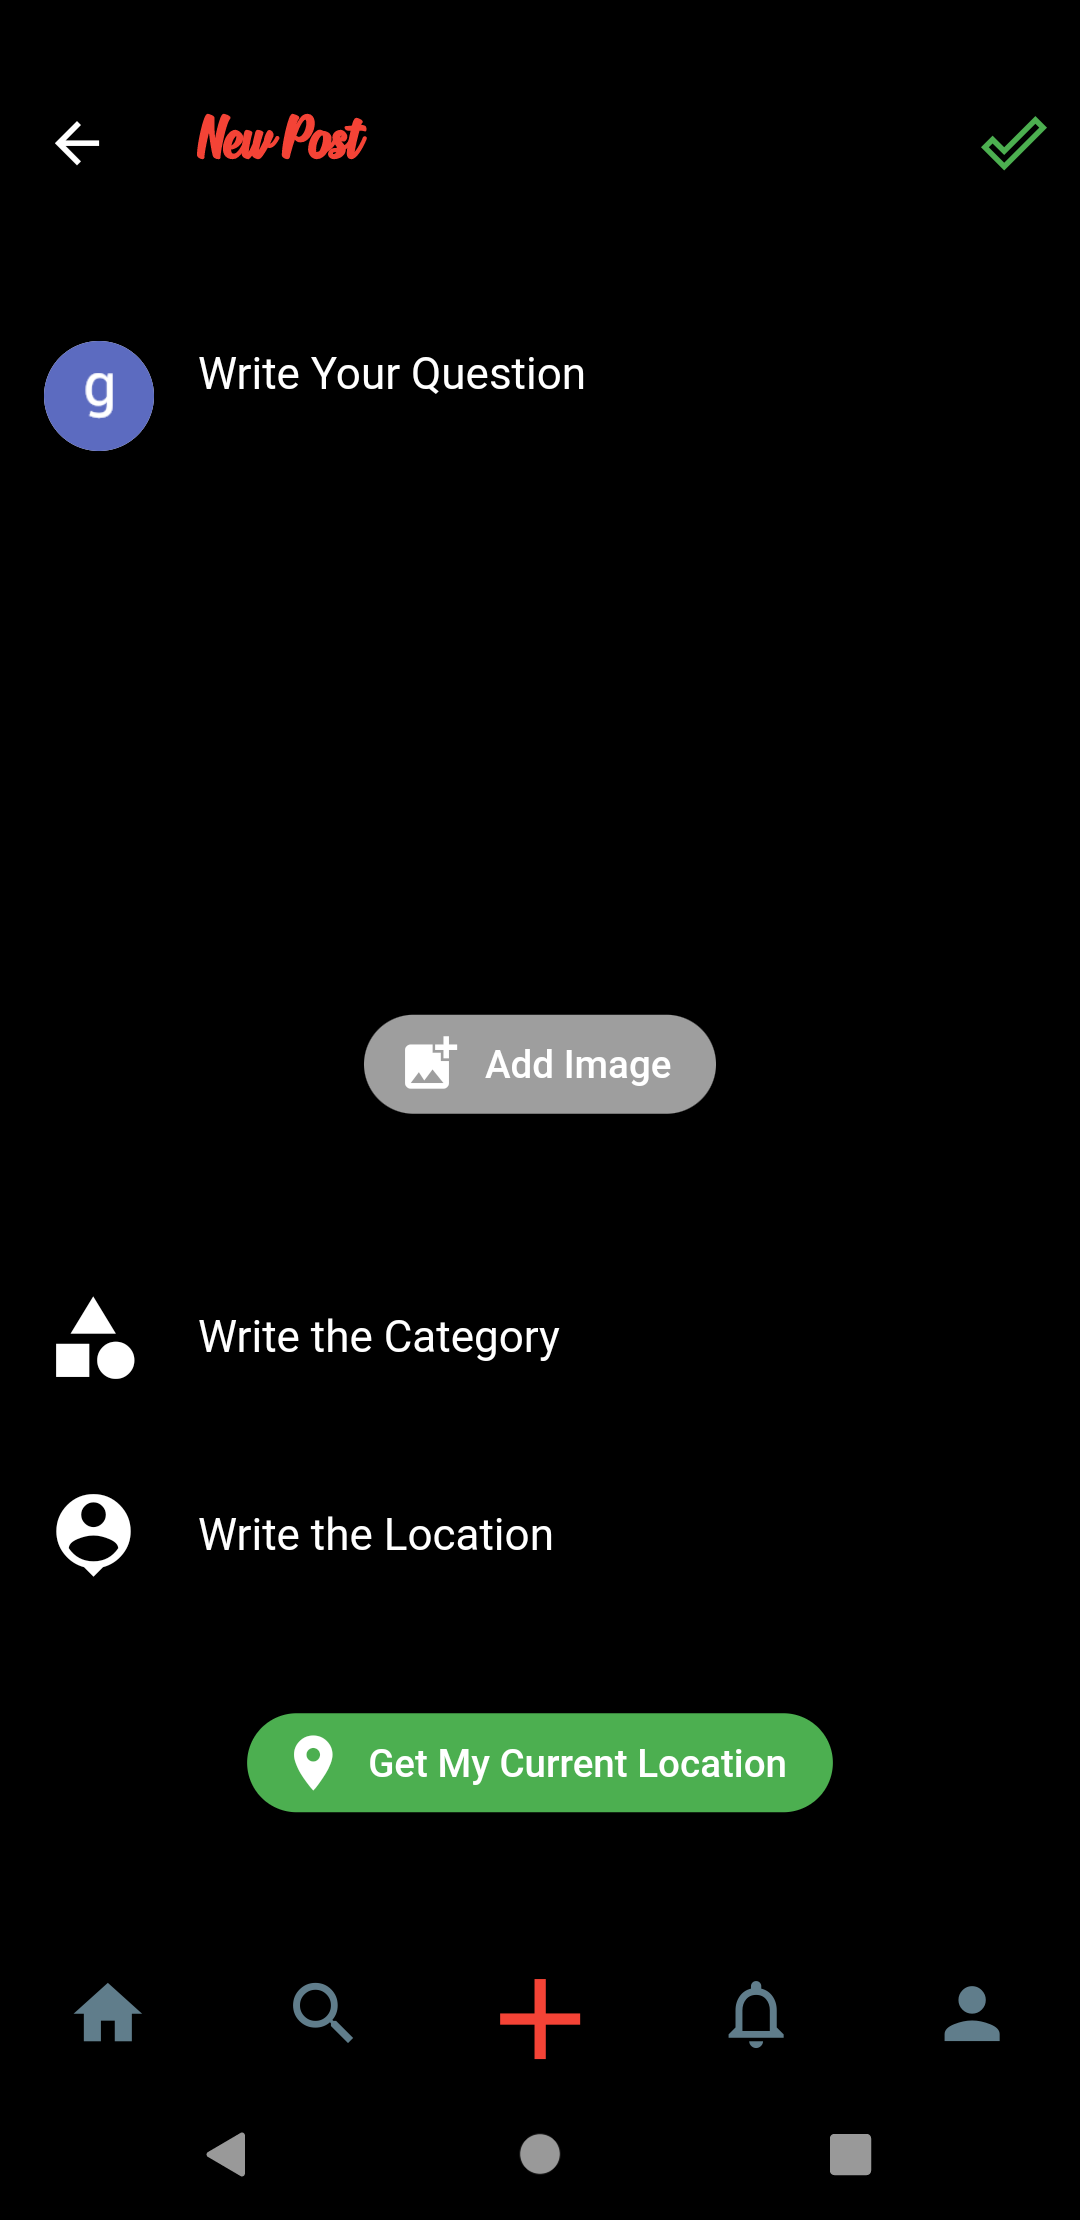 New Post
g
Write Your Question
Add Image
Write the Category
Write the Location
Get My Current Location